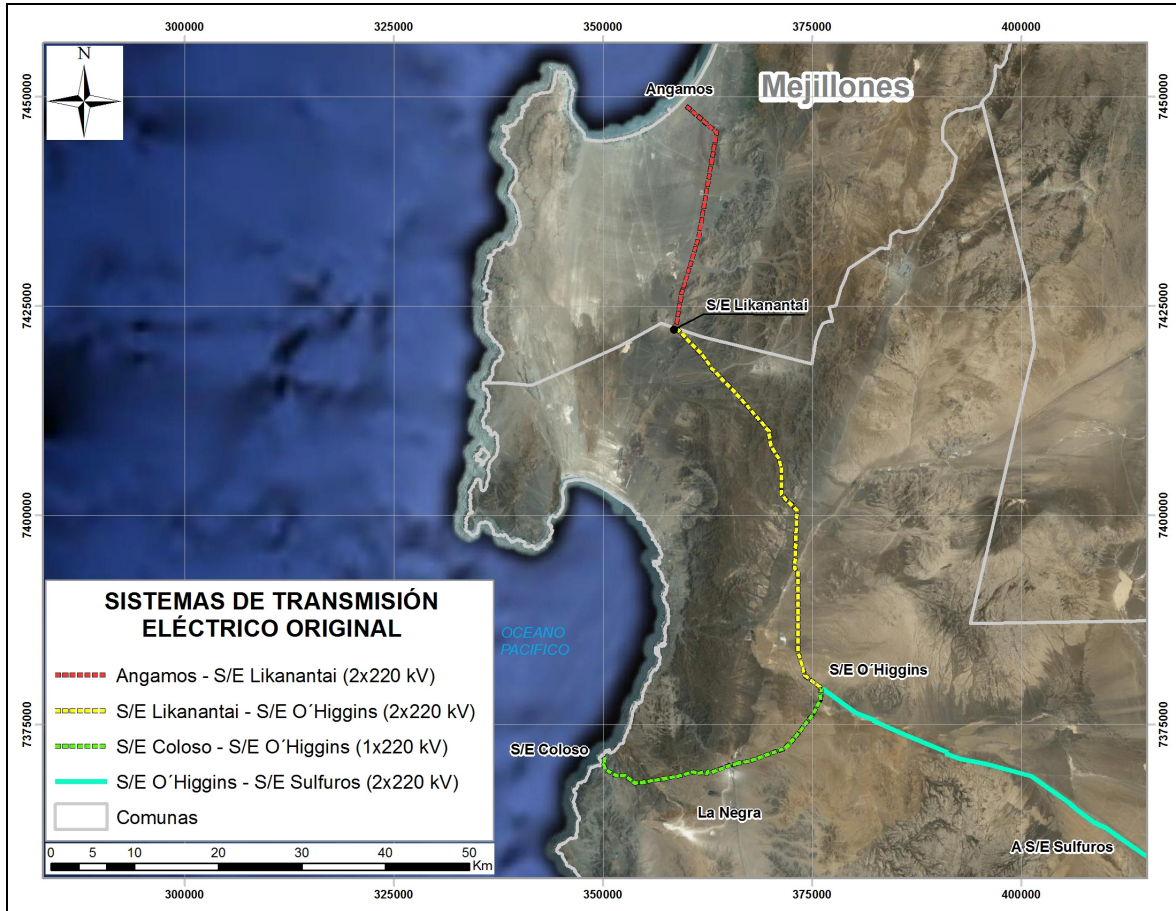 300000 325000 350000 375000 400000
N
Angamos
Mejillones
7450000 7450000
S/E Likanantai
7425000 7425000
7400000 7400000
OCEANO
PACIFICO
S/E O´Higgins
7375000 7375000
S/E Coloso
La Negra
A S/E Sulfuros
SISTEMAS DE TRANSMISIÓN
ELÉCTRICO ORIGINAL
Angamos - S/E Likanantai (2x220 kV)
S/E Likanantai - S/E O´Higgins (2x220 kV)
S/E Coloso - S/E O´Higgins (1x220 kV)
S/E O´Higgins - S/E Sulfuros (2x220 kV)
Comunas
0 5 10 20 30 40 50
Km
300000 325000 350000 375000 400000